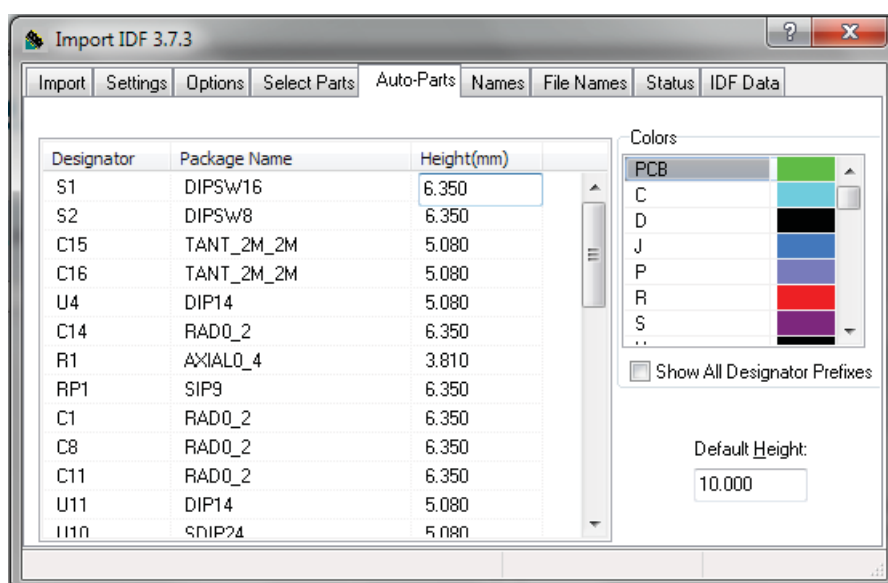 Import IDF 3.7.3
Import Settings Options Select Parts Auto-Parts Names File Names Status IDF Data
Designator Package Name Height(mm)
S1 DIPSW16 6.350
S2 DIPSW8 6.350
C15 TANT_2M_2M 5.080
C16 TANT_2M_2M 5.080
U4 DIP14 5.080
C14 RAD0_2 6.350
R1 AXIAL0_4 3.810
RP1 SIP9 6.350
C1 RAD0_2 6.350
C8 RAD0_2 6.350
C11 RAD0_2 6.350
U11 DIP14 5.080
U10 SDIP24 5.080
Colors
PCB
C
D
J
P
R
S
Show All Designator Prefixes
Default Height:
10.000